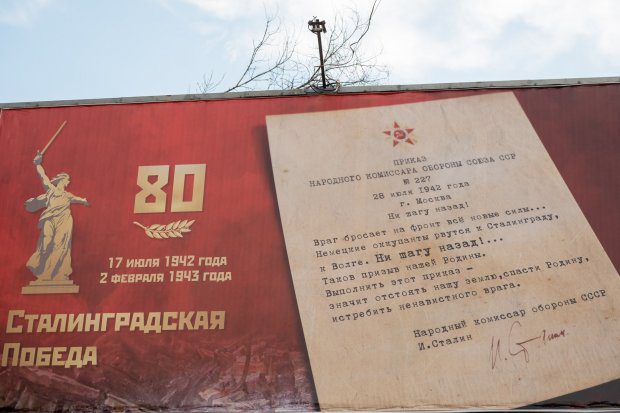 80
17 июля 1942 года
2 февраля 1943 года
Сталинградская
Победа
ПРИКАЗ
НАРОДНОГО КОМИССАРА ОБОРОНЫ СОЮЗА ССР
№ 227
28 июля 1942 года
г. Москва
Ни шагу назад!
Враг бросает на фронт всё новые силы...
Немецкие оккупанты рвутся к Сталинграду,
к Волге. Ни шагу назад!...
Таков призыв нашей Родины.
Выполнить этот приказ –
значит отстоять нашу землю,спасти Родину,
истребить ненавистного врага.
Народный комиссар обороны СССР
И.Сталин
И. Сталин